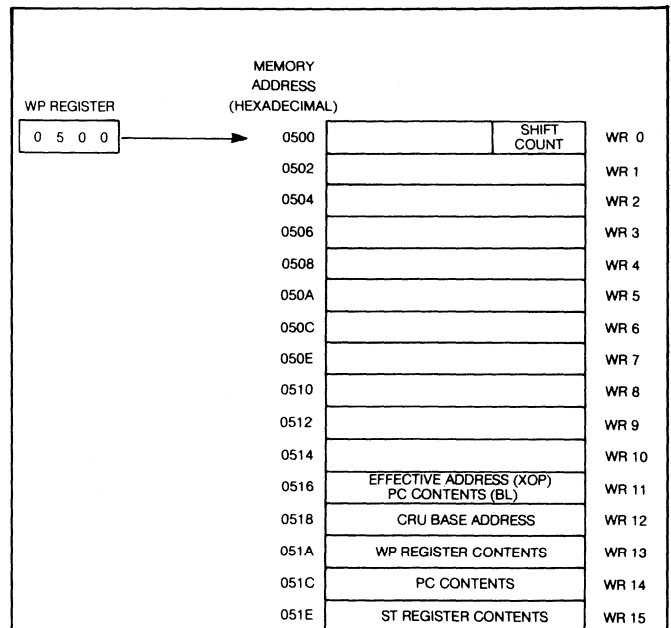 MEMORY
ADDRESS
WP REGISTER (HEXADECIMAL)
0 5 0 0 0500 SHIFT COUNT WR 0
0502 WR 1
0504 WR 2
0506 WR 3
0508 WR 4
050A WR 5
050C WR 6
050E WR 7
0510 WR 8
0512 WR 9
0514 WR 10
0516 EFFECTIVE ADDRESS (XOP) PC CONTENTS (BL) WR 11
0518 CRU BASE ADDRESS WR 12
051A WP REGISTER CONTENTS WR 13
051C PC CONTENTS WR 14
051E ST REGISTER CONTENTS WR 15